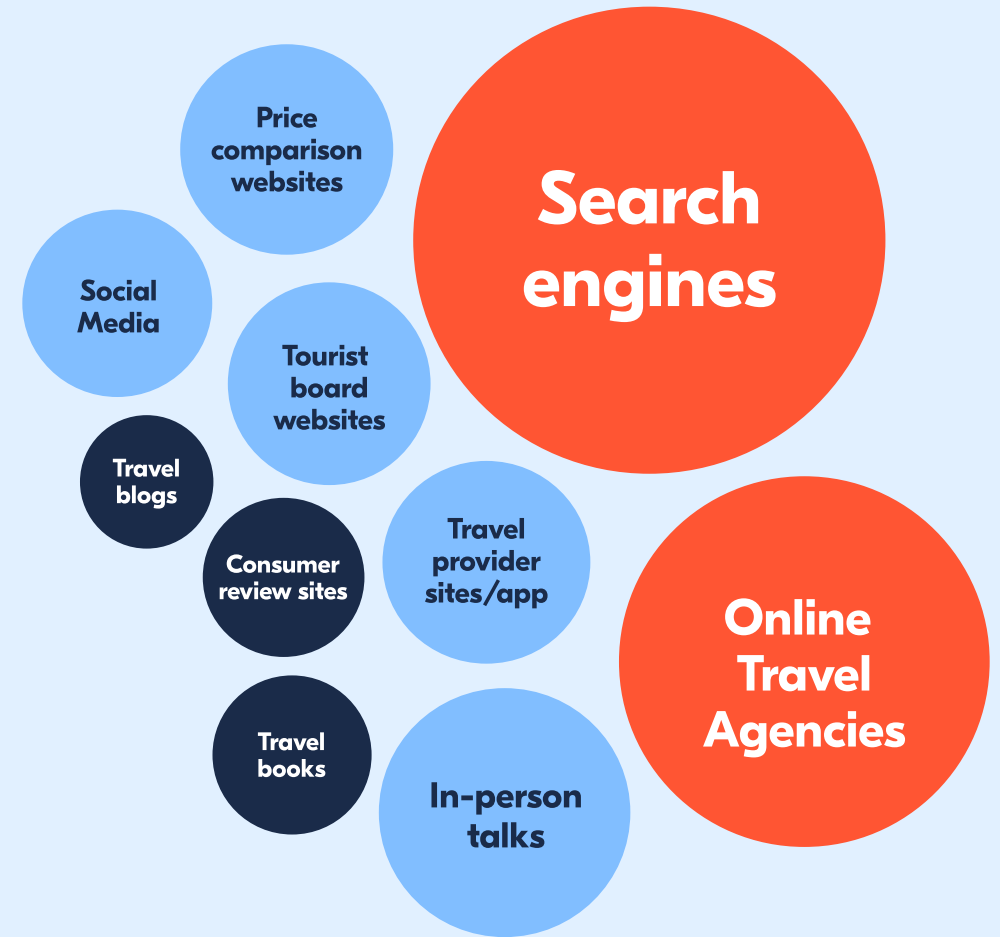 Price
comparison
websites
Search
engines
Social
Media
Tourist
board
websites
Travel
blogs
Consumer
review sites
Travel
provider
sites/app
Online
Travel
Agencies
Travel
books
In-person
talks